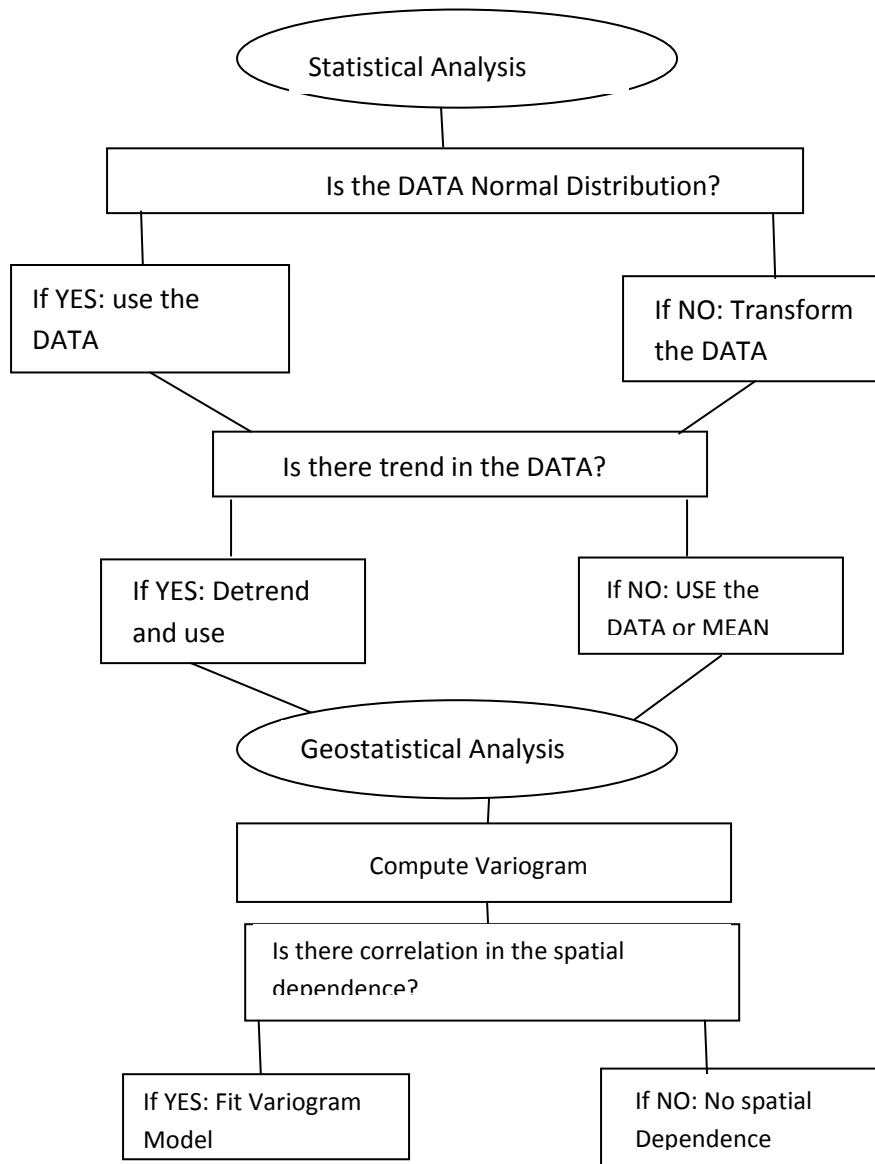 Statistical Analysis
Is the DATA Normal Distribution?
If YES: use the
DATA
If NO: Transform
the DATA
Is there trend in the DATA?
If YES: Detrend
and use
If NO: USE the
DATA or MEAN
Geostatistical Analysis
Compute Variogram
Is there correlation in the spatial
dependence?
If YES: Fit Variogram
Model
If NO: No spatial
Dependence